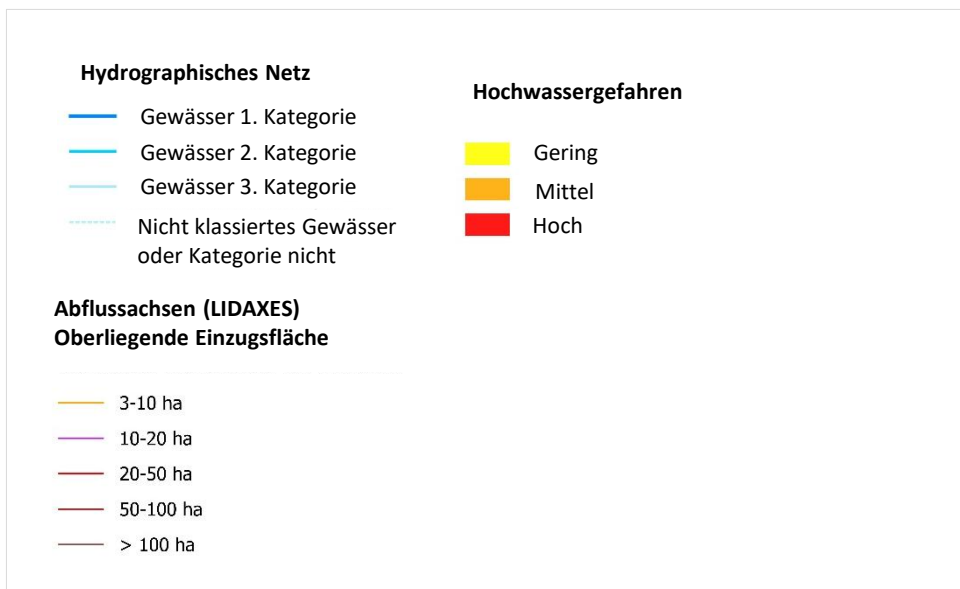 Hydrographisches Netz
Gewässer 1. Kategorie
Gewässer 2. Kategorie
Gewässer 3. Kategorie
Nicht klassiertes Gewässer
oder Kategorie nicht
Hochwassergefahren
Gering
Mittel
Hoch
Abflussachsen (LIDAXES)
Oberliegende Einzugsfläche
3-10 ha
10-20 ha
20-50 ha
50-100 ha
> 100 ha